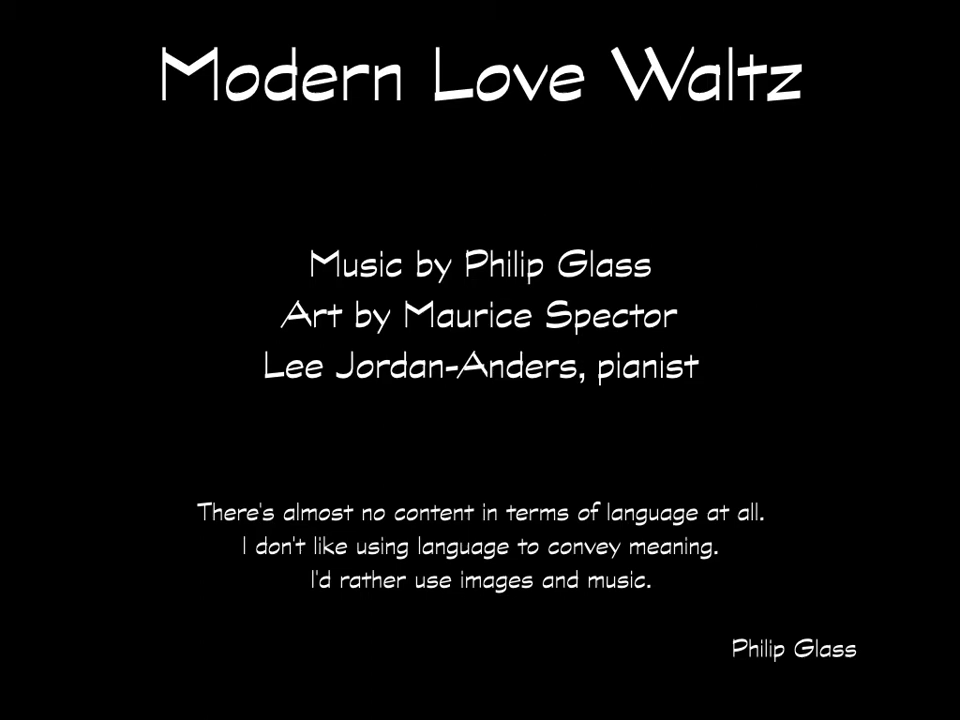 Modern Love Waltz
Music by Philip Glass
Art by Maurice Spector
Lee Jordan-Anders, pianist
There's almost no content in terms of language at all.
I don't like using language to convey meaning.
I'd rather use images and music.
Philip Glass